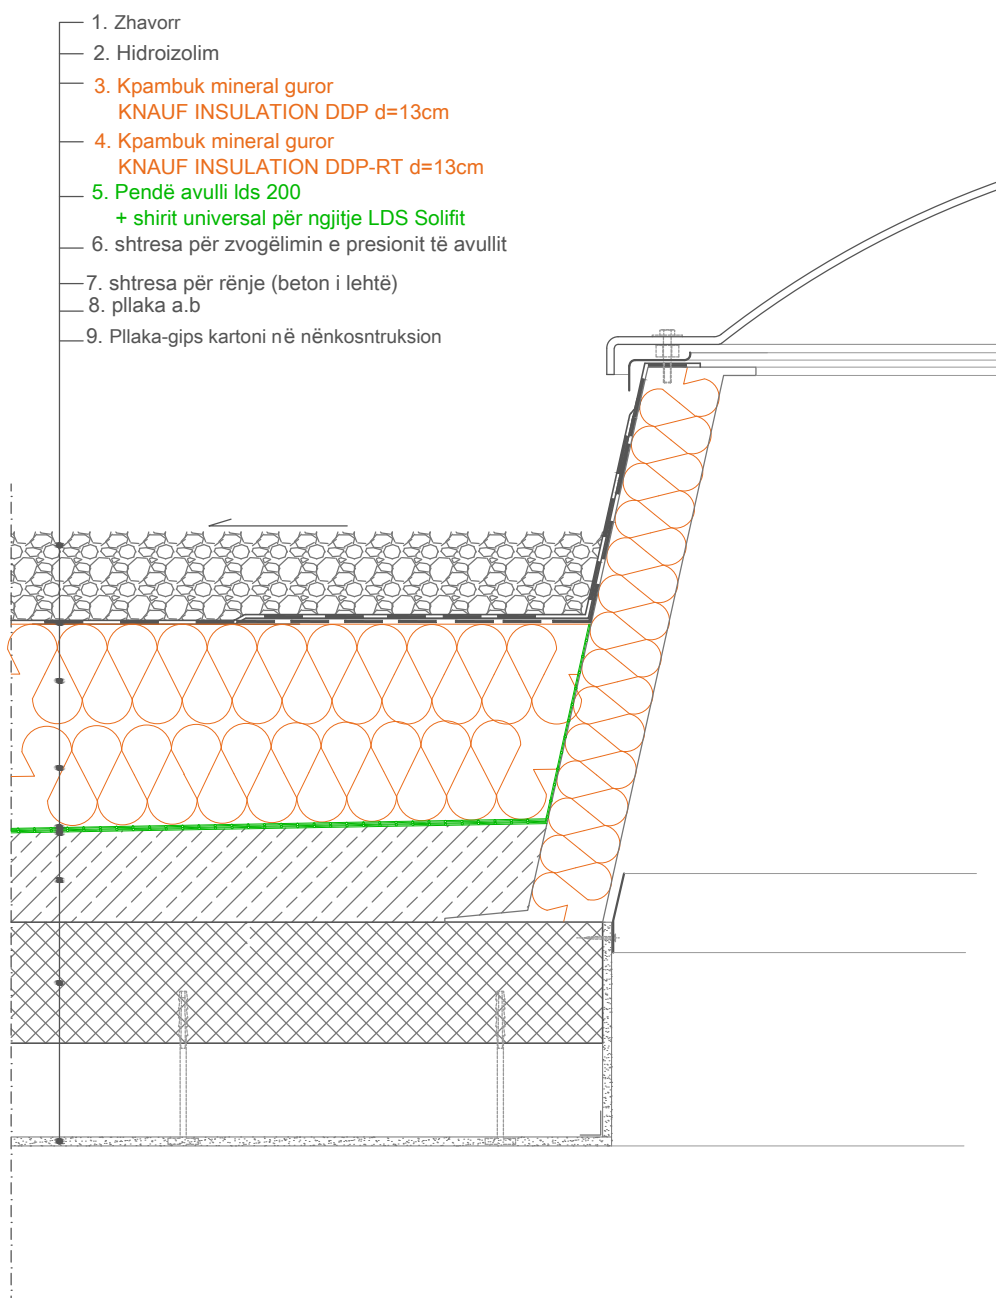 1. Zhavorr
2. Hidroizolim
3. Kpambuk mineral guror
KNAUF INSULATION DDP d=13cm
4. Kpambuk mineral guror
KNAUF INSULATION DDP-RT d=13cm
5. Pendë avulli lds 200
+ shirit universal për ngjitje LDS Solifit
6. shtresa për zvogëlimin e presionit të avullit
7. shtresa për rënje (beton i lehtë)
8. pllaka a.b
9. Pllaka-gips kartoni në nënkosntruksion